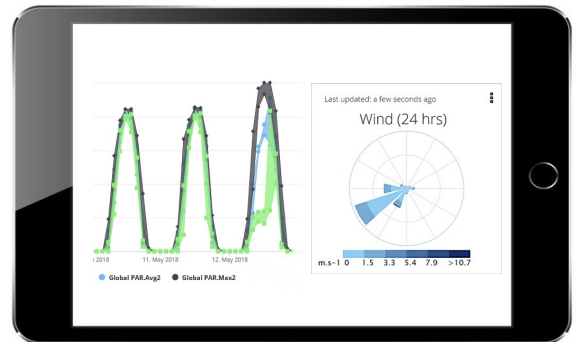 Last updated: a few seconds ago
Wind (24 hrs)
2018
11. May 2018
12. May 2018
Global PAR.Avg2
Global PAR.Max2
m.s-1 0 1.5 3.3 5.4 7.9 >10.7